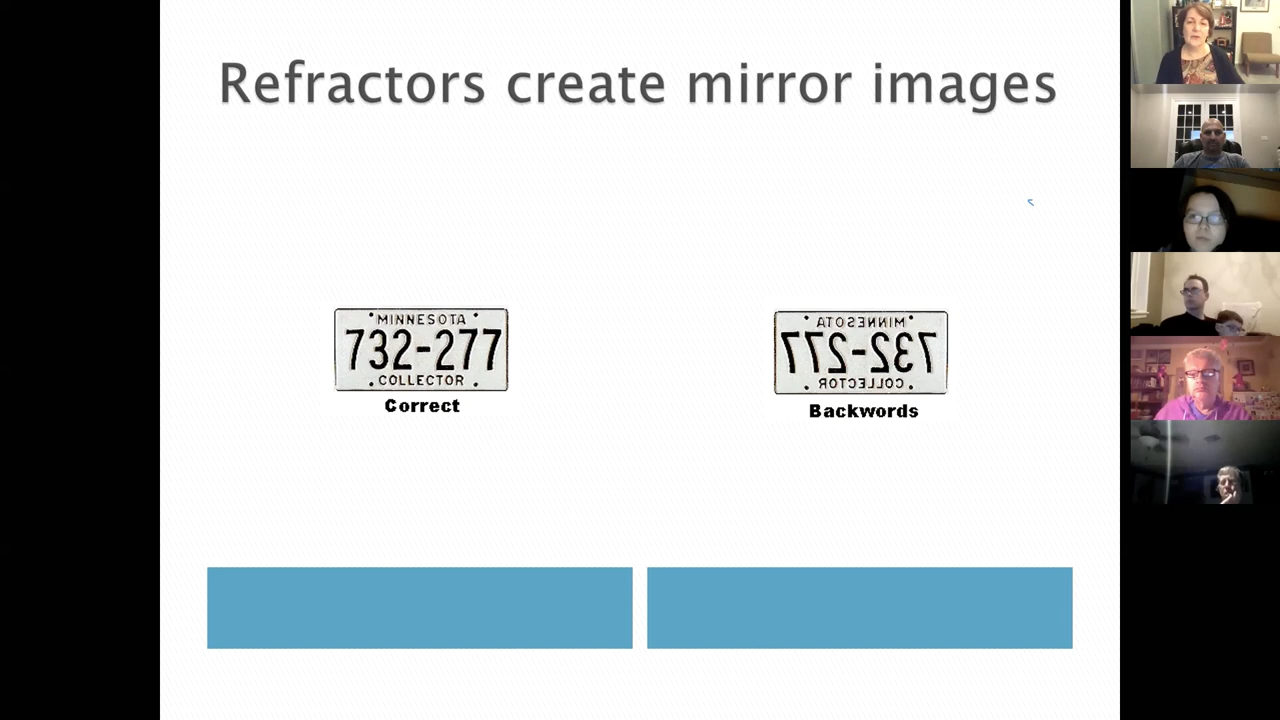 Refractors create mirror images
MINNESOTA
732-277
COLLECTOR
Correct
MINNESOTA
732-277
COLLECTOR
Backwords